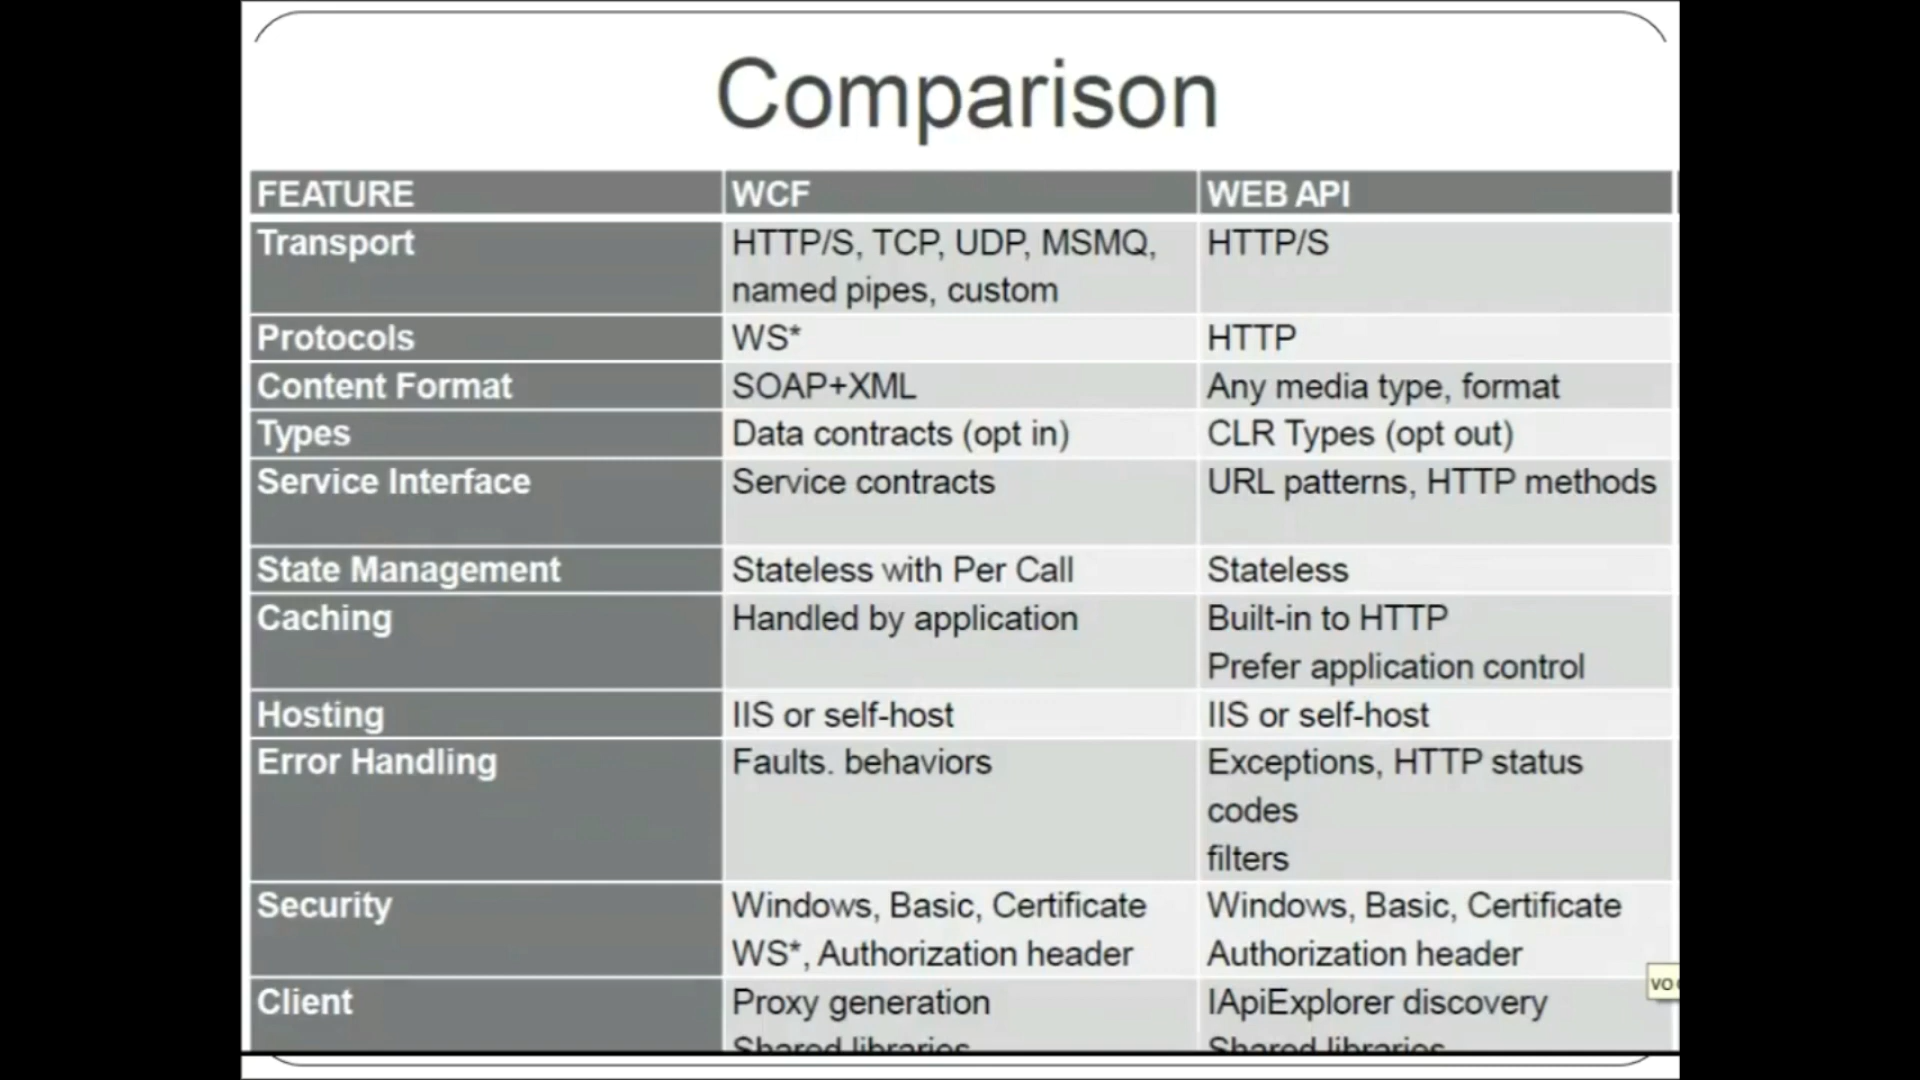 Comparison
FEATURE WCF WEB API
Transport HTTP/S, TCP, UDP, MSMQ, HTTP/S
named pipes, custom
Protocols WS* HTTP
Content Format SOAP+XML Any media type, format
Types Data contracts (opt in) CLR Types (opt out)
Service Interface Service contracts URL patterns, HTTP methods
State Management Stateless with Per Call Stateless
Caching Handled by application Built-in to HTTP
Prefer application control
Hosting IIS or self-host IIS or self-host
Error Handling Faults. behaviors Exceptions, HTTP status
codes
filters
Security Windows, Basic, Certificate Windows, Basic, Certificate
WS*, Authorization header Authorization header
Client Proxy generation IApiExplorer discovery
Shared libraries Shared libraries